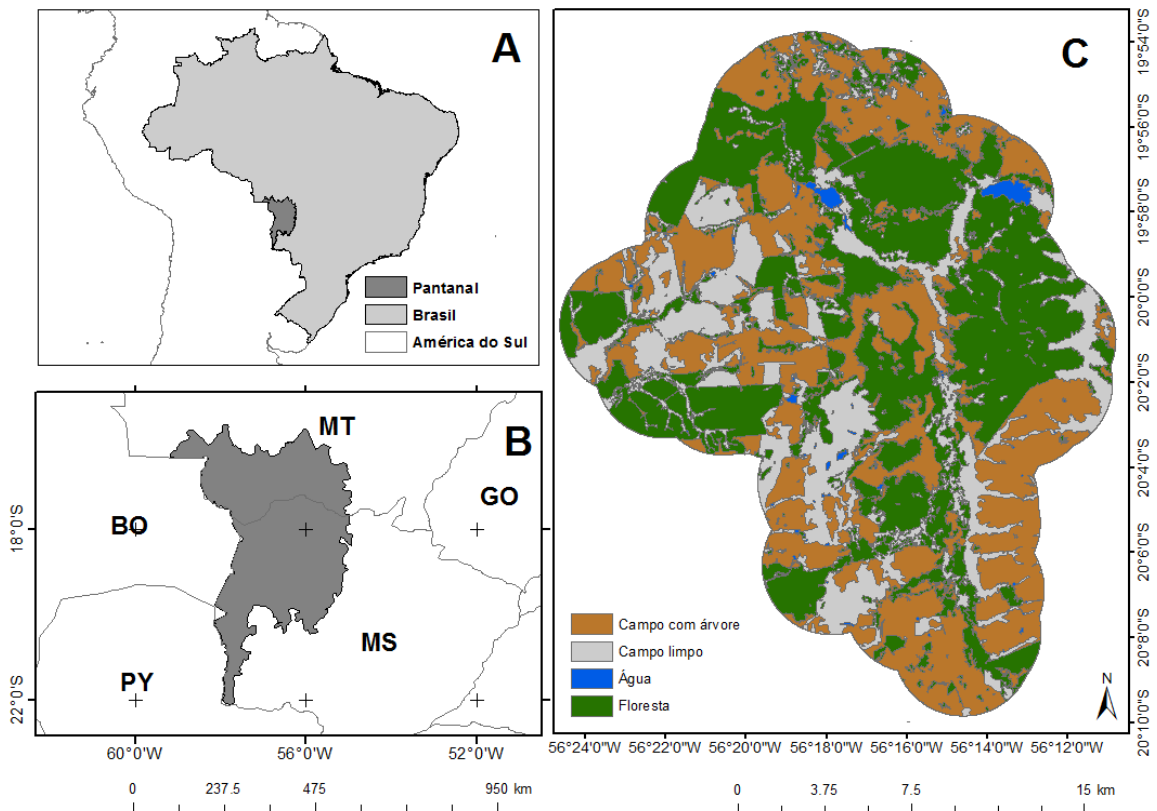 A
Pantanal
Brasil
América do Sul
B
MT
GO
BO
MS
PY
18°0'S
22°0'S
60°0'W 56°0'W 52°0'W
0 237.5 475 950 km
C
19°54'0"S
19°56'0"S
19°58'0"S
20°0'0"S
20°2'0"S
20°4'0"S
20°6'0"S
20°8'0"S
20°10'0"S
Campo com árvore
Campo limpo
Água
Floresta
N
56°24'0"W 56°22'0"W 56°20'0"W 56°18'0"W 56°16'0"W 56°14'0"W 56°12'0"W
0 3.75 7.5 15 km